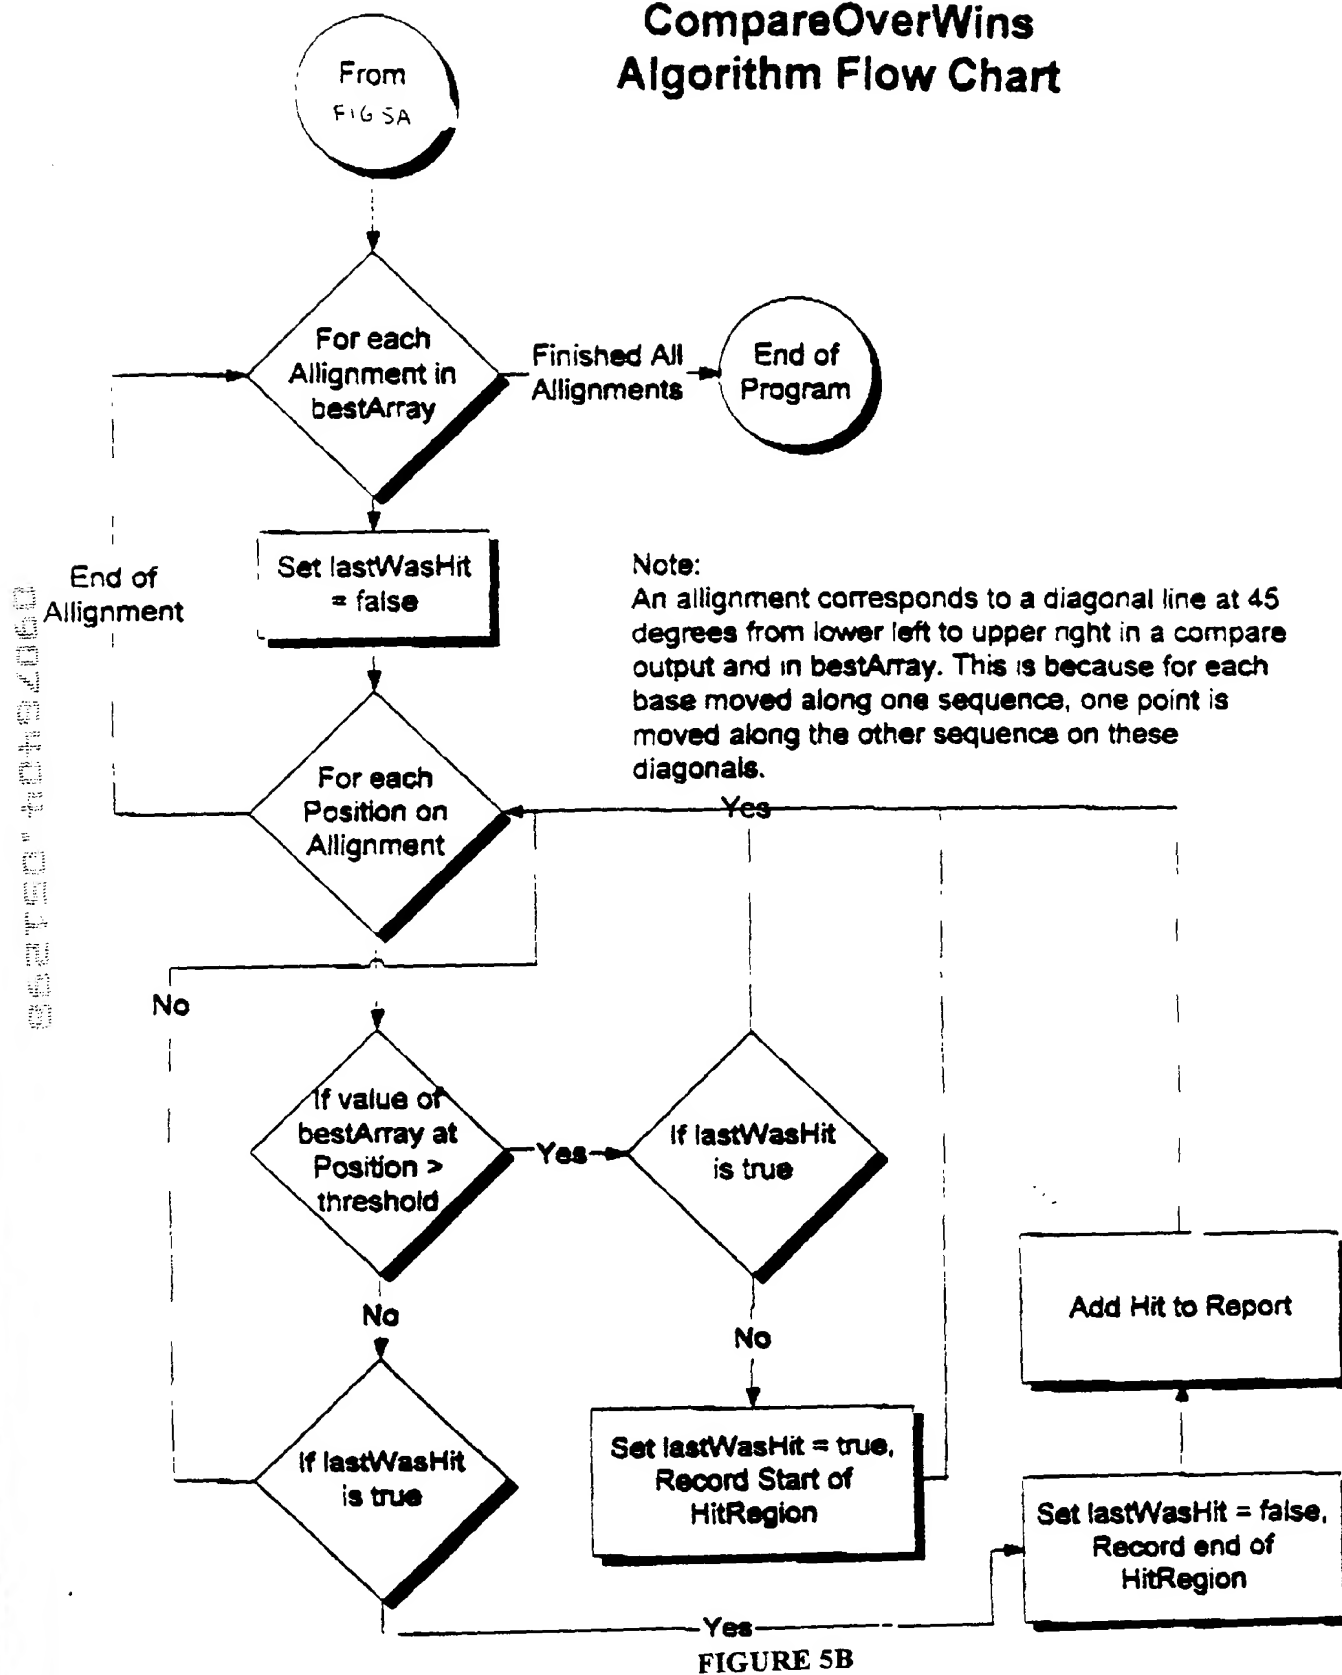 CompareOverWins
Algorithm Flow Chart
From
FIG 5A
For each
Allignment in
bestArray
Finished All
Allignments
End of
Program
End of
Allignment
Set lastWasHit
= false
Note:
An allignment corresponds to a diagonal line at 45
degrees from lower left to upper right in a compare
output and in bestArray. This is because for each
base moved along one sequence, one point is
moved along the other sequence on these
diagonals.
For each
Position on
Allignment
Yes
No
If value of
bestArray at
Position >
threshold
Yes
If lastWasHit
is true
No
No
Add Hit to Report
If lastWasHit
is true
Set lastWasHit = true,
Record Start of
HitRegion
Set lastWasHit = false,
Record end of
HitRegion
Yes
FIGURE 5B